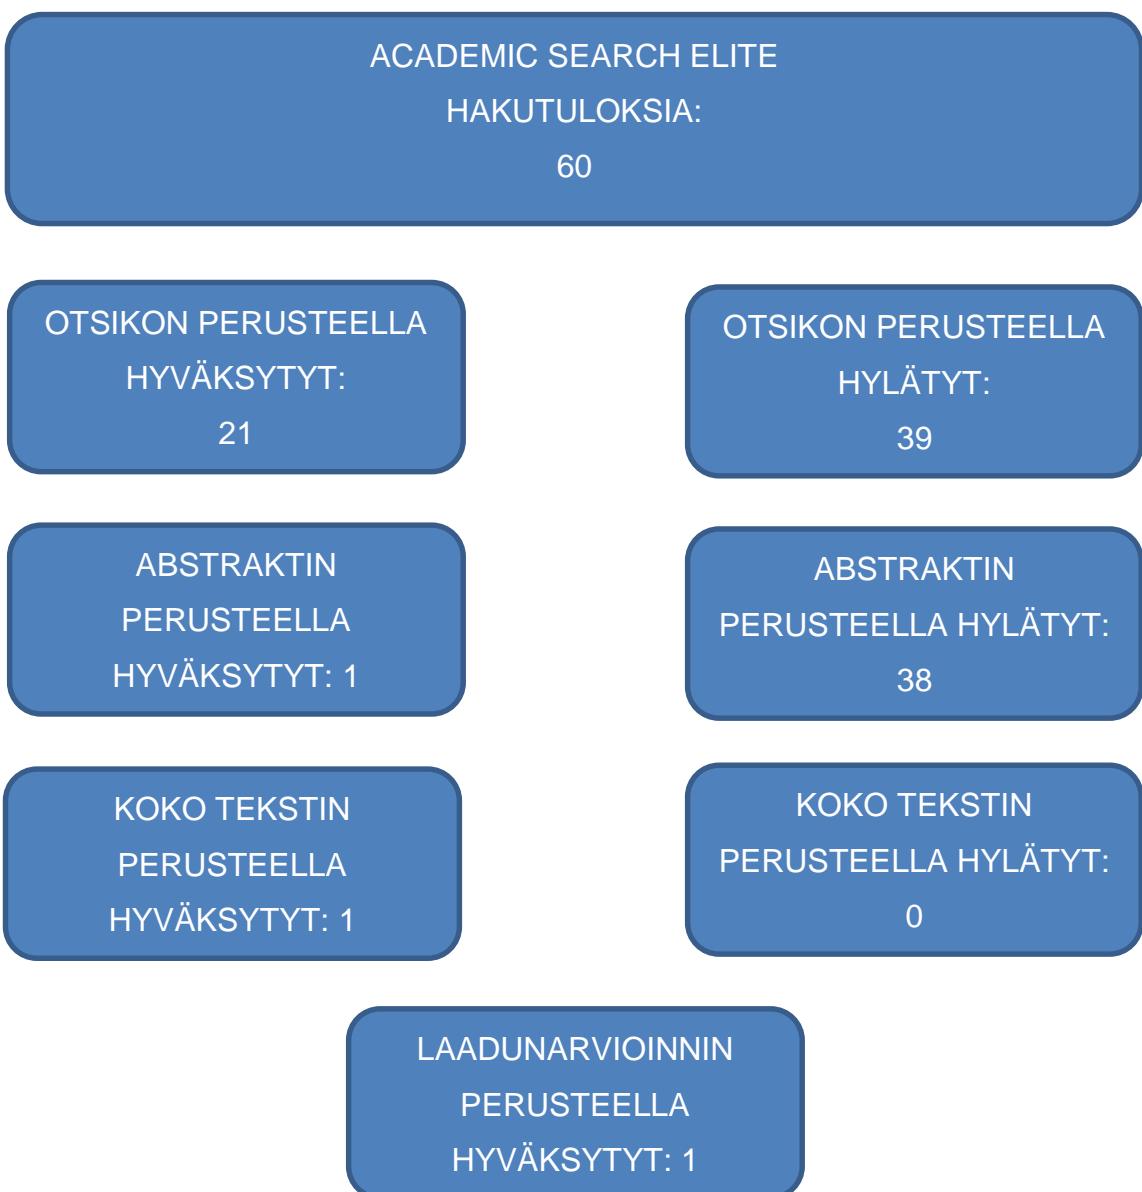 ACADEMIC SEARCH ELITE
HAKUTULOKSIA:
60
OTSIKON PERUSTEELLA
HYVÄKSYTYT:
21
OTSIKON PERUSTEELLA
HYLÄTYT:
39
ABSTRAKTIN
PERUSTEELLA
HYVÄKSYTYT: 1
ABSTRAKTIN
PERUSTEELLA HYLÄTYT:
38
KOKO TEKSTIN
PERUSTEELLA
HYVÄKSYTYT: 1
KOKO TEKSTIN
PERUSTEELLA HYLÄTYT:
0
LAADUNARVIOINNIN
PERUSTEELLA
HYVÄKSYTYT: 1